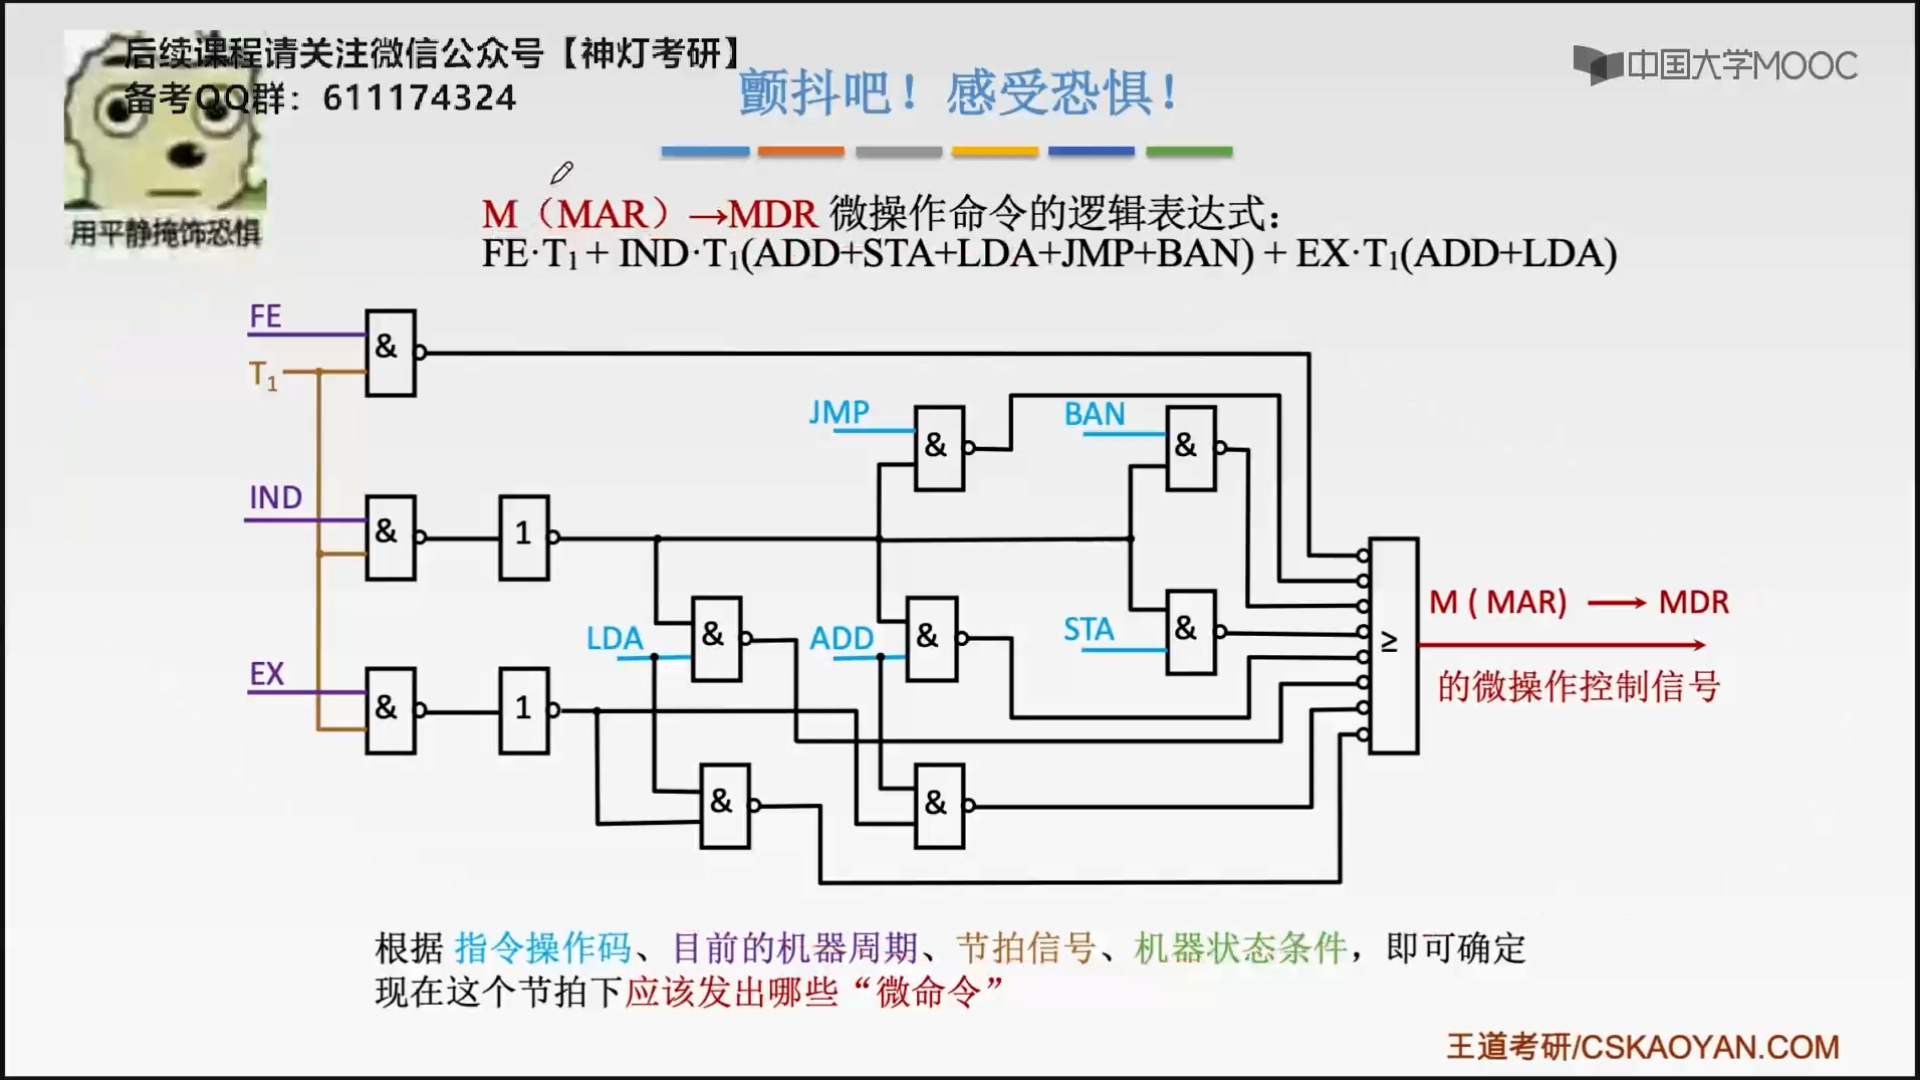 后续课程请关注微信公众号【神灯考研】
备考QQ群：611174324
中国大学MOOC
颤抖吧！感受恐惧！
用平静掩饰恐惧
M（MAR）→MDR 微操作命令的逻辑表达式：
FE·T₁ + IND·T₁(ADD+STA+LDA+JMP+BAN) + EX·T₁(ADD+LDA)
FE
&
T₁
JMP
&
BAN
&
IND
&
1
LDA
&
ADD
&
STA
&
≥
M ( MAR) → MDR
的微操作控制信号
EX
&
1
&
&
根据 指令操作码、目前的机器周期、节拍信号、机器状态条件，即可确定
现在这个节拍下应该发出哪些“微命令”
王道考研/CSKAOYAN.COM